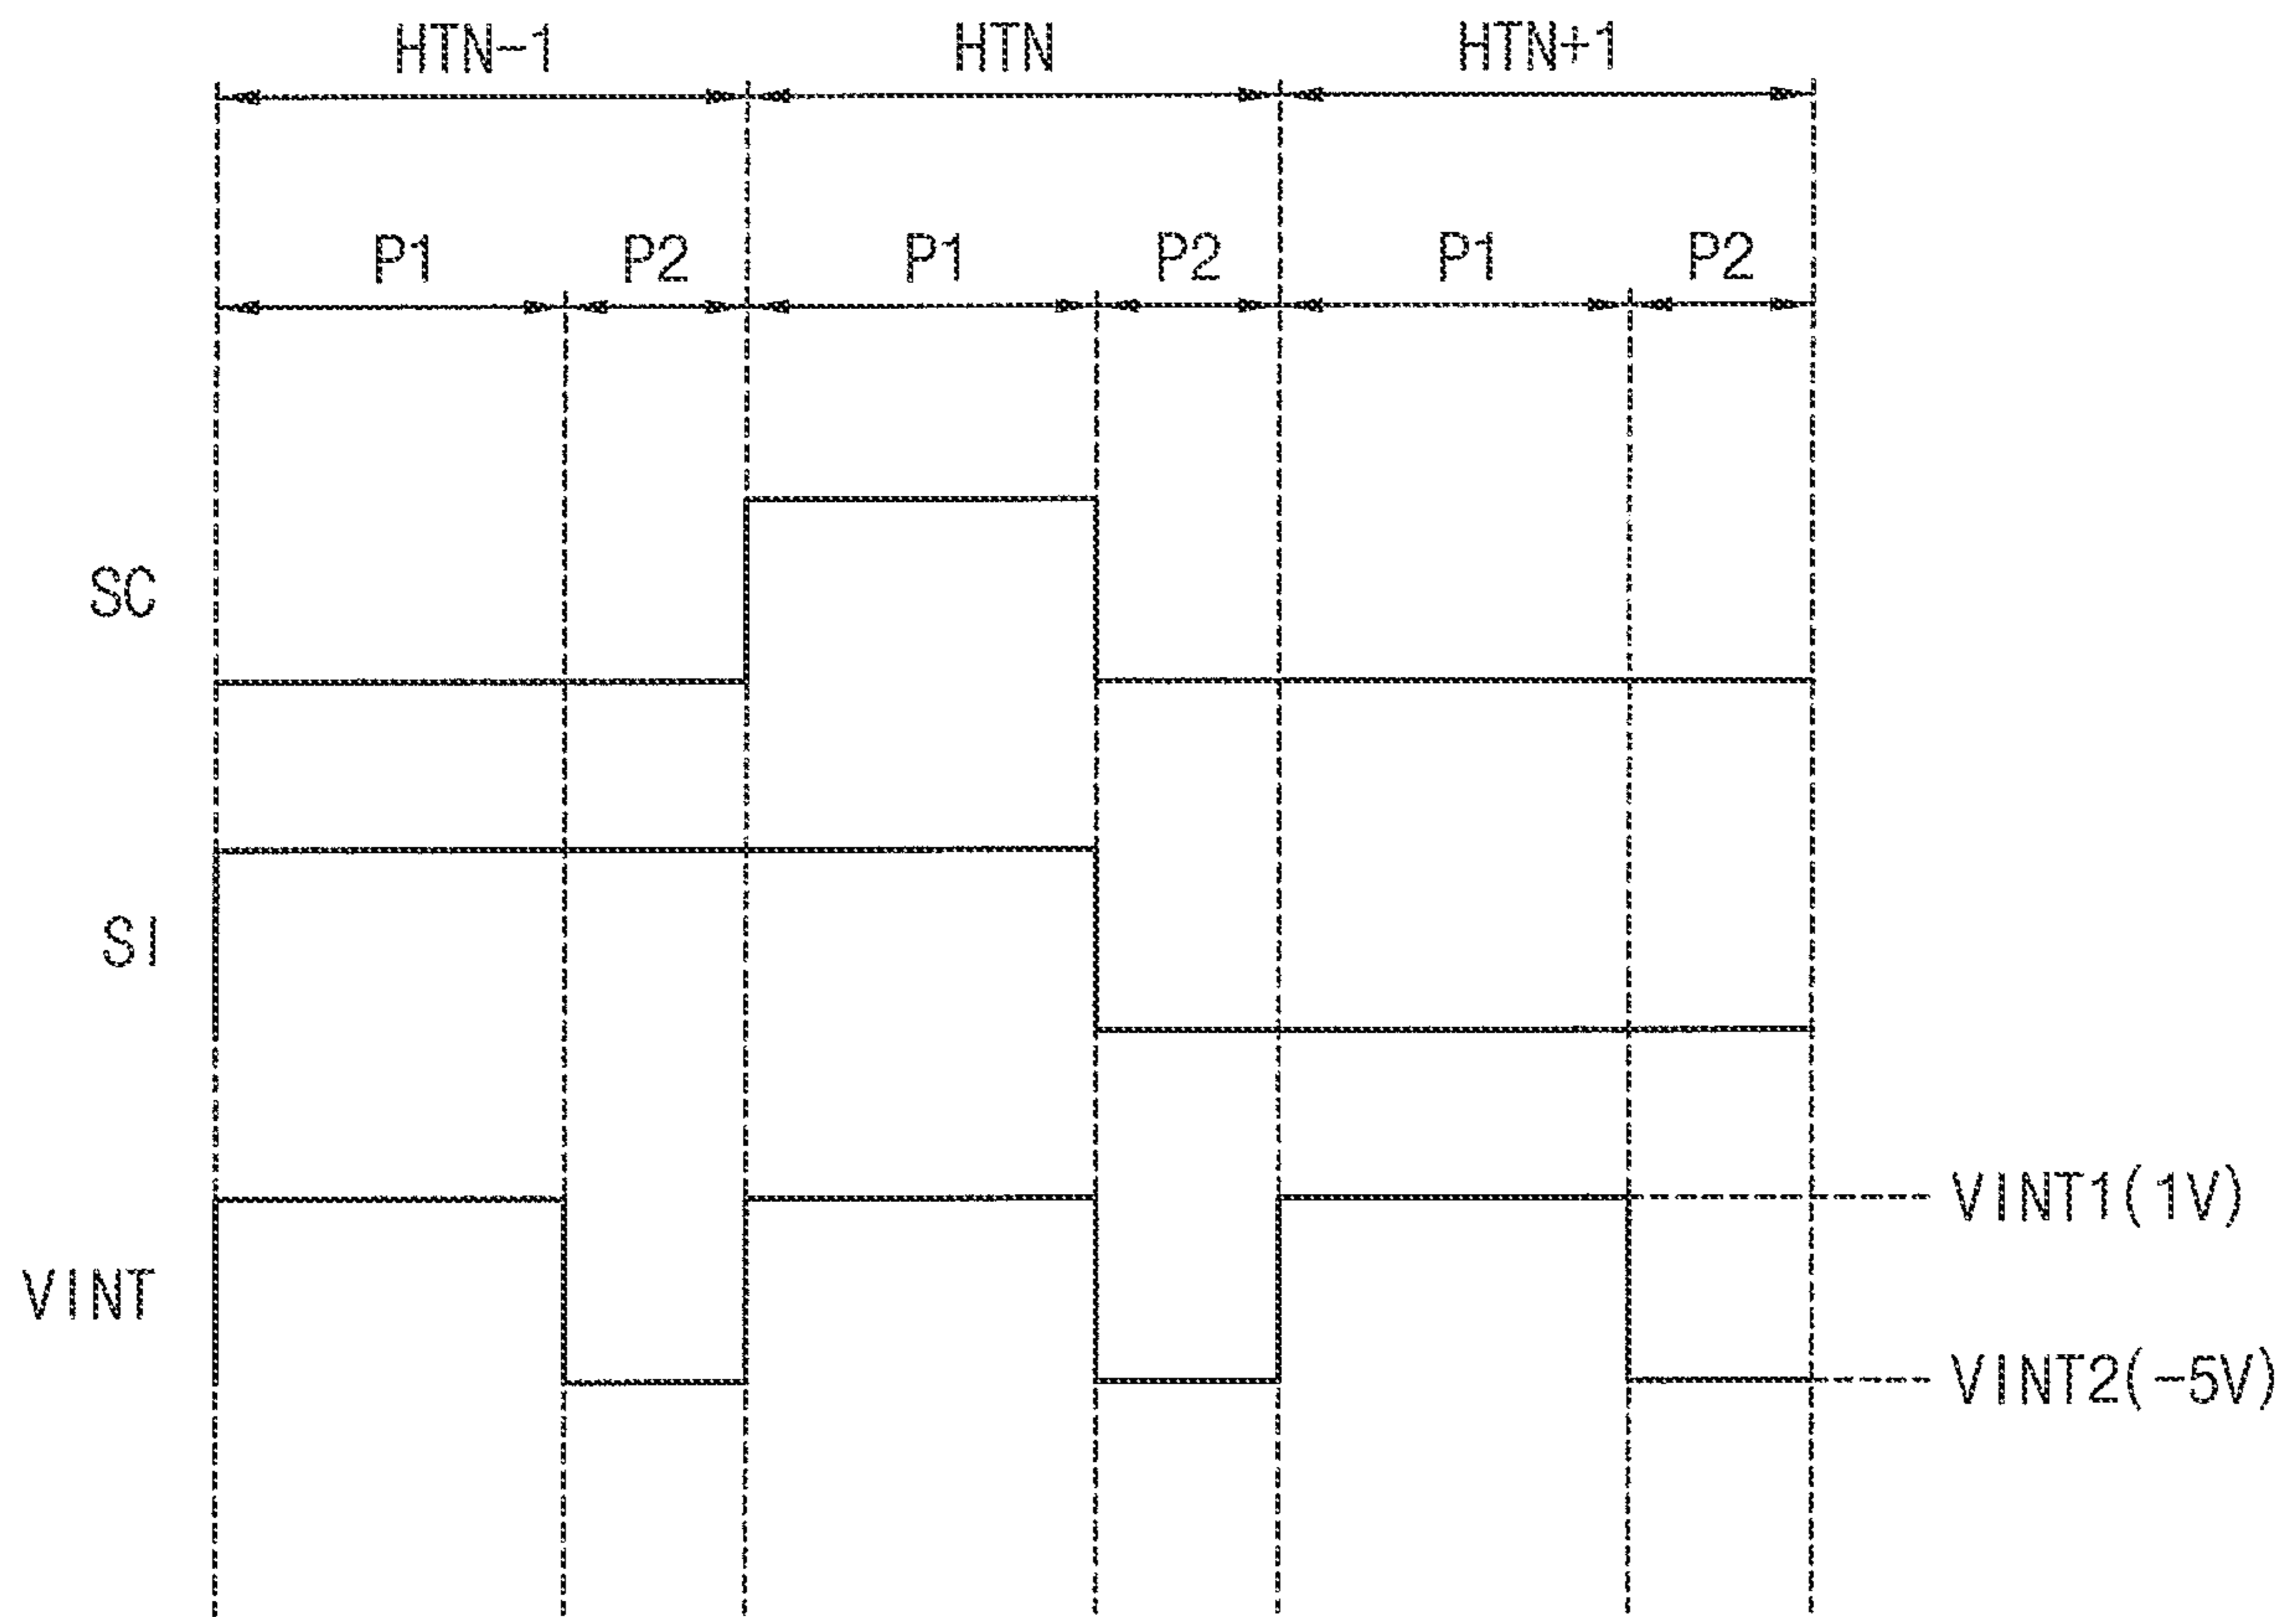 HTN-1 HTN HTN+1
P1 P2 P1 P2 P1 P2
SC
SI
VINT1(1V)
VINT
VINT2(-5V)